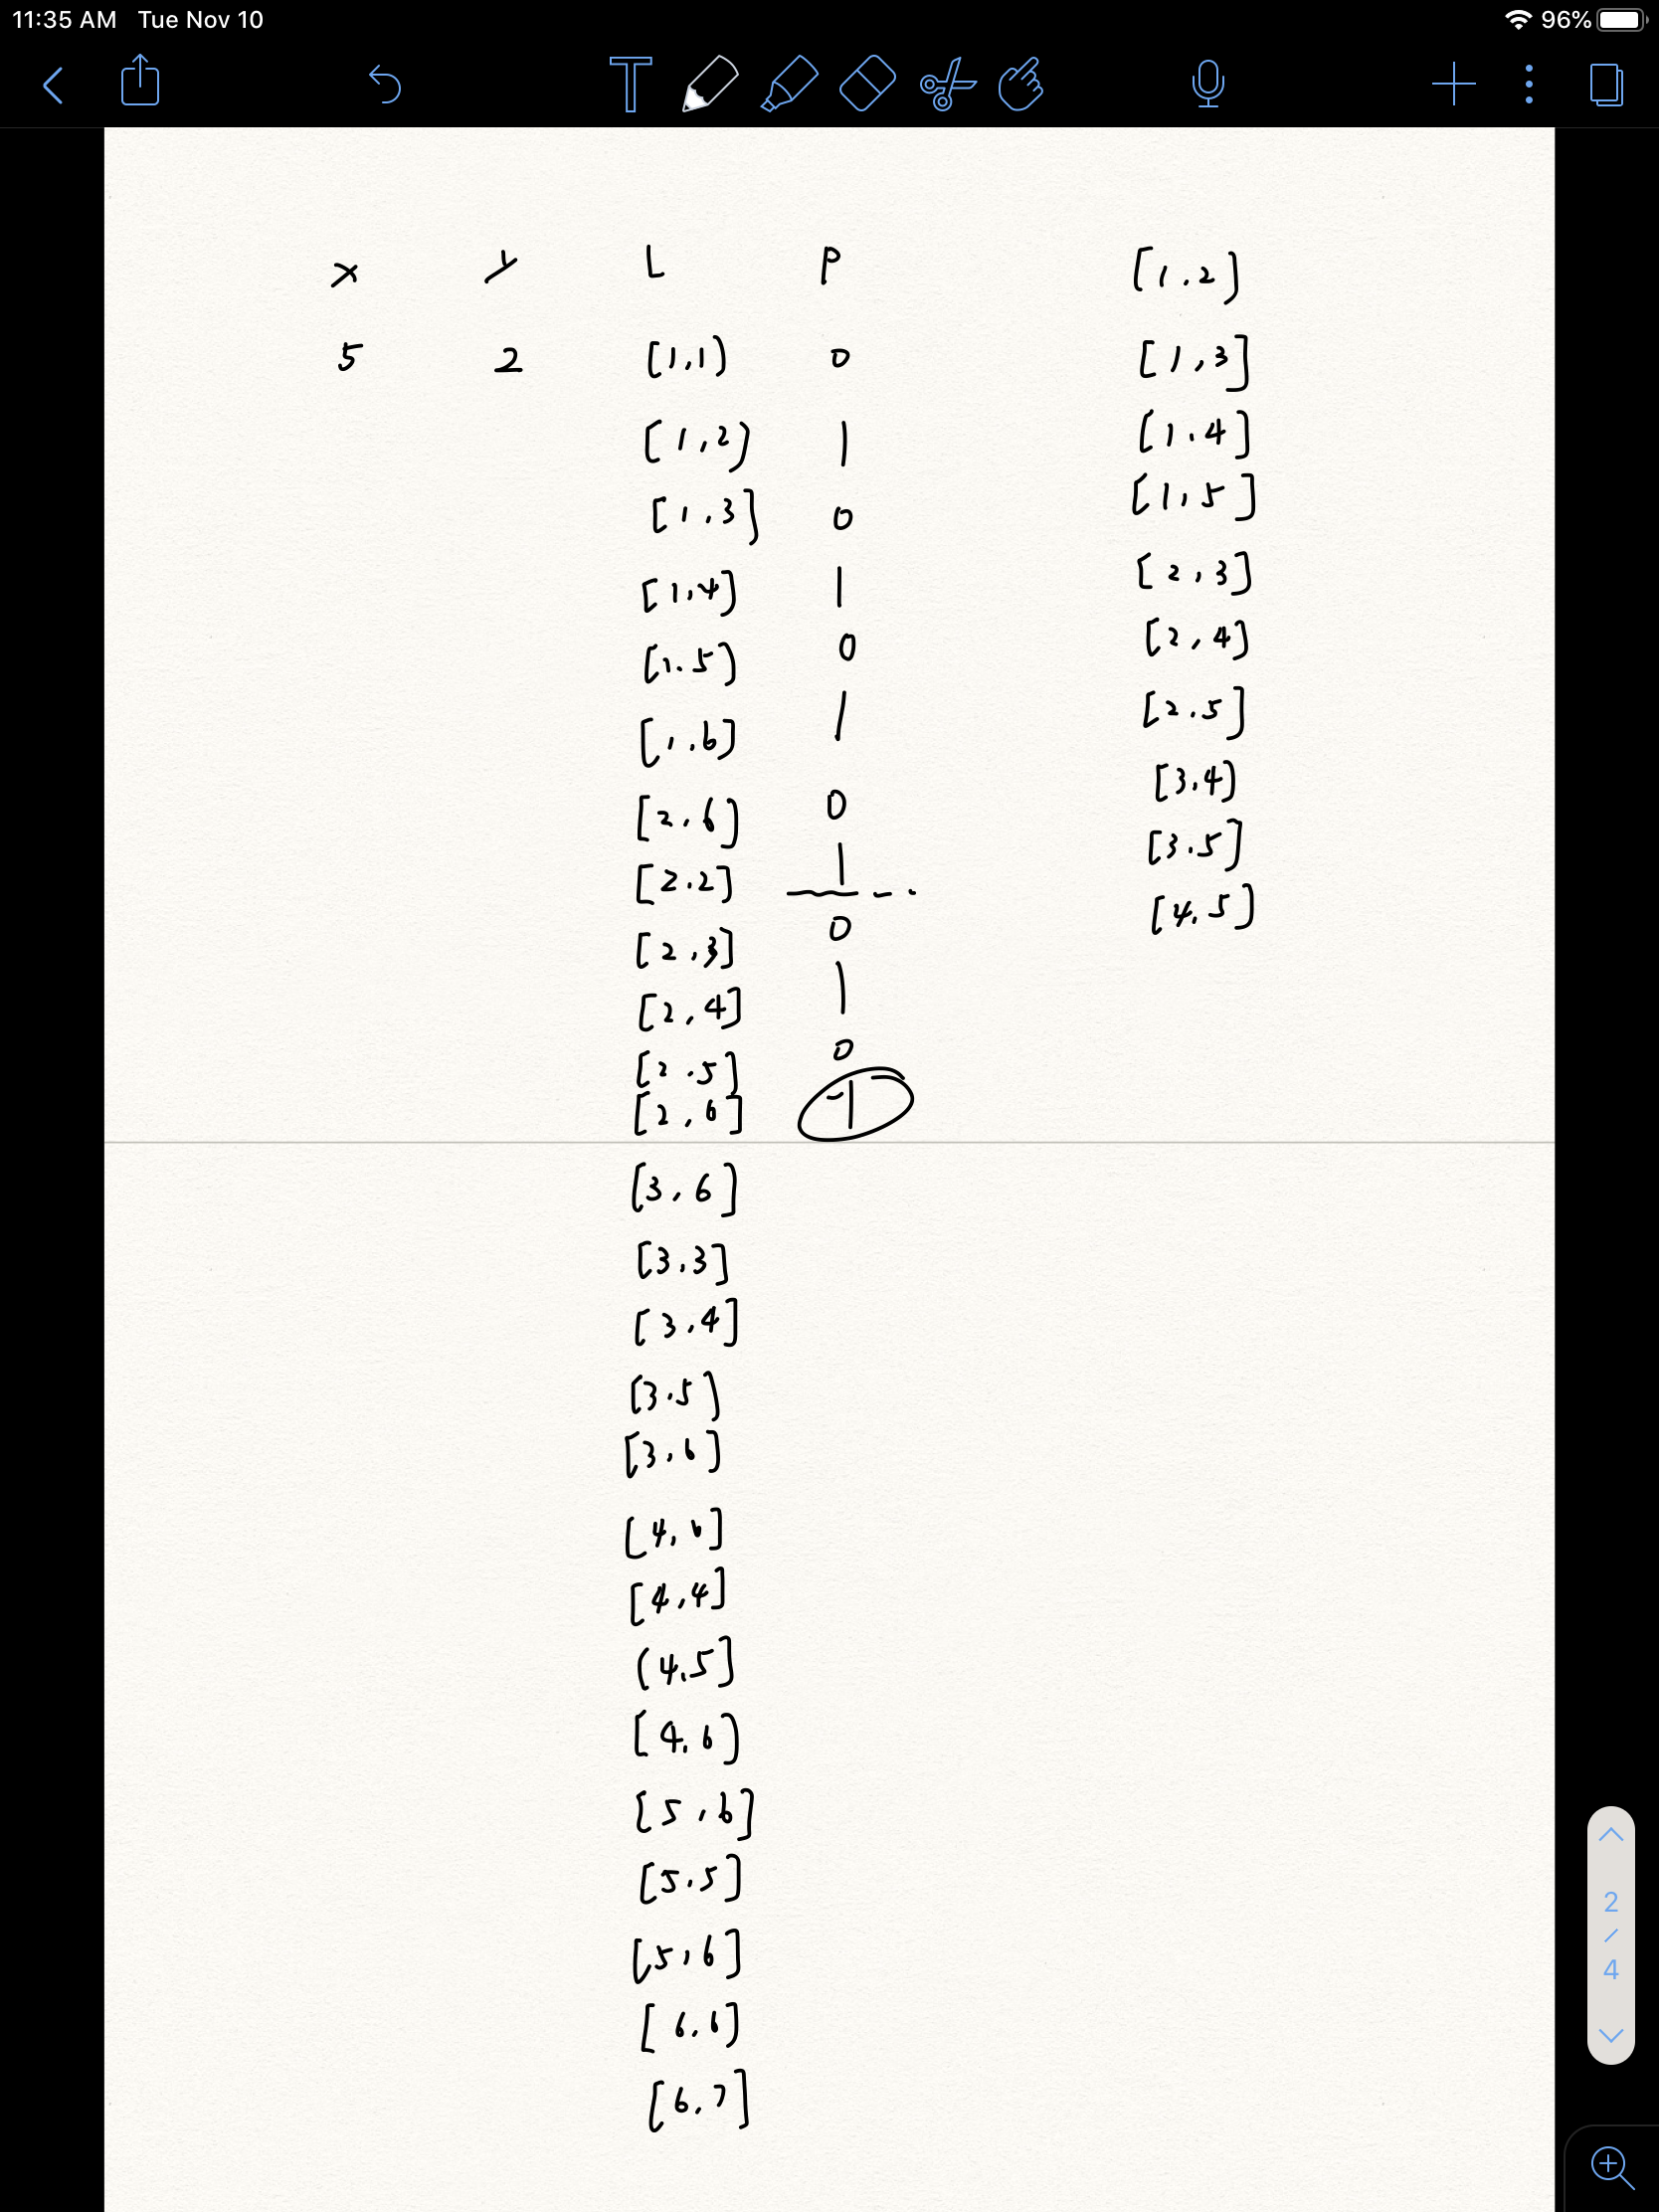 11:35 AM Tue Nov 10 96%
T
x y L P [1.2)
5 2 [1,1) 0 [1,3]
[1,2) 1 [1.4]
[1.3] 0 [1,5]
[1,4] 1 [2,3]
[1.5) 0 [2,4)
[1.6] 1 [2.5]
[2.6) 0 [3.4)
[2.2] 1 [3.5]
[2,3] 0 [4.5]
[2,4] 1
[2.5] 0
[2,6] -1
[3,6]
[3.3]
[3.4]
[3.5)
[3,6]
[4,6]
[4,4]
(4.5]
[4.6)
[5,6]
[5.5]
[5,6]
[6.6]
[6.7]
2
/
4